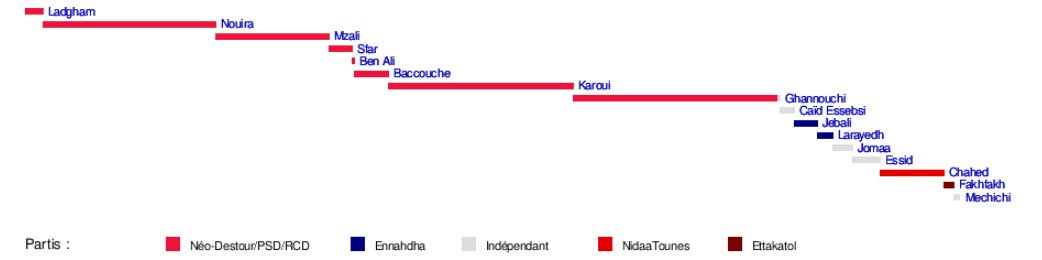 Ladgham
Nouira
Mzali
Sfar
Ben Ali
Baccouche
Karoui
Ghannouchi
Caïd Essebsi
Jebali
Larayedh
Jomaa
Essid
Chahed
Fakhfakh
Mechichi
Partis : Néo-Destour/PSD/RCD Ennahdha Indépendant NidaaTounes Ettakatol